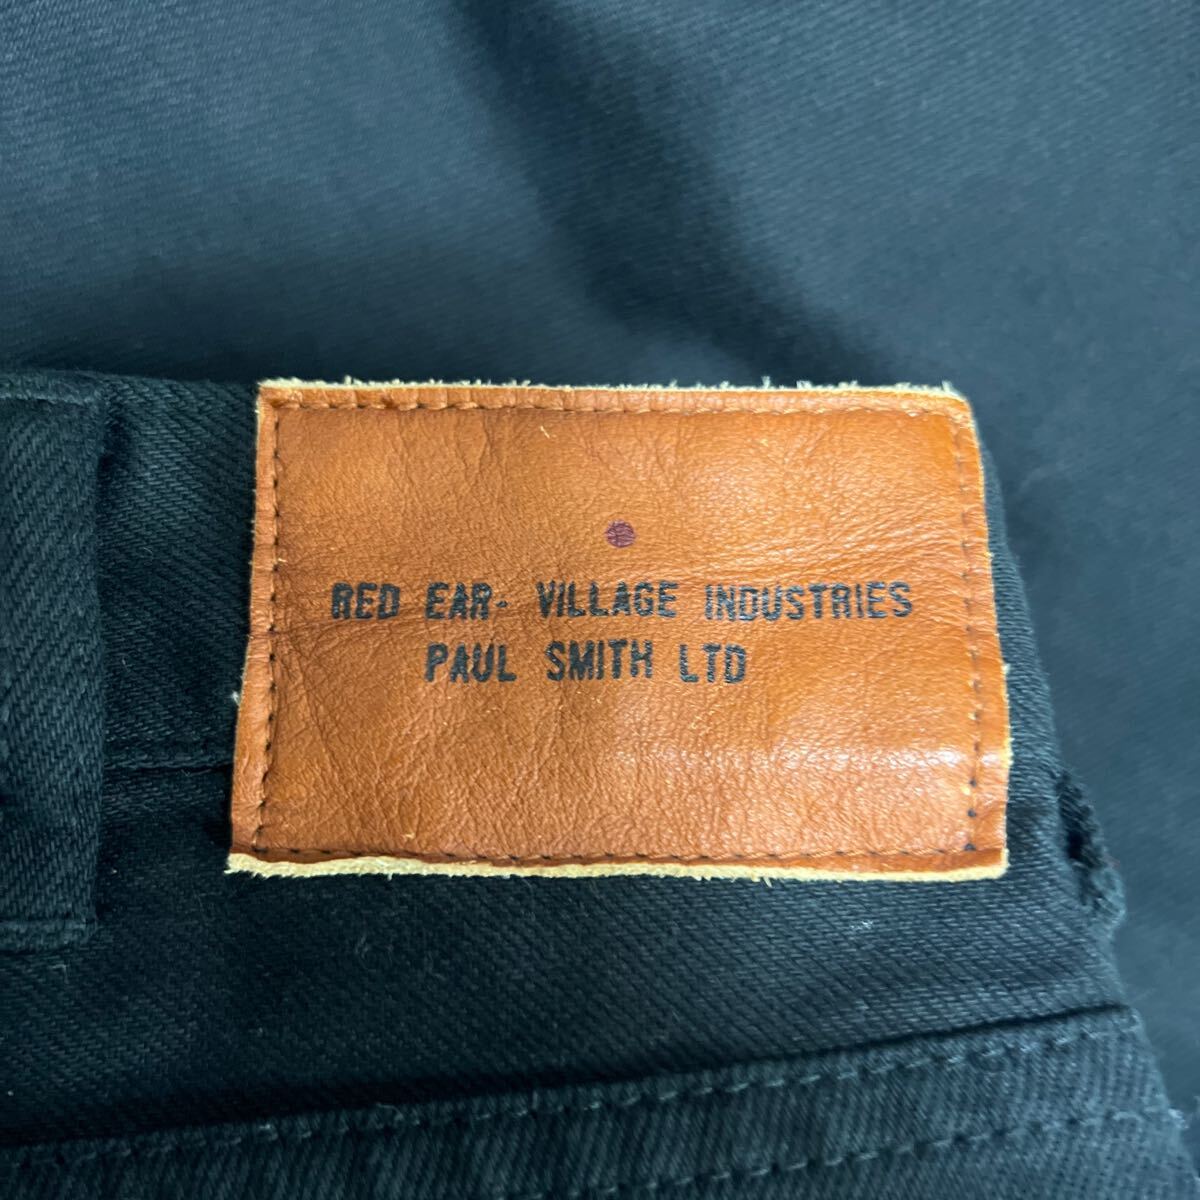 RED EAR- VILLAGE INDUSTRIES
PAUL SMITH LTD